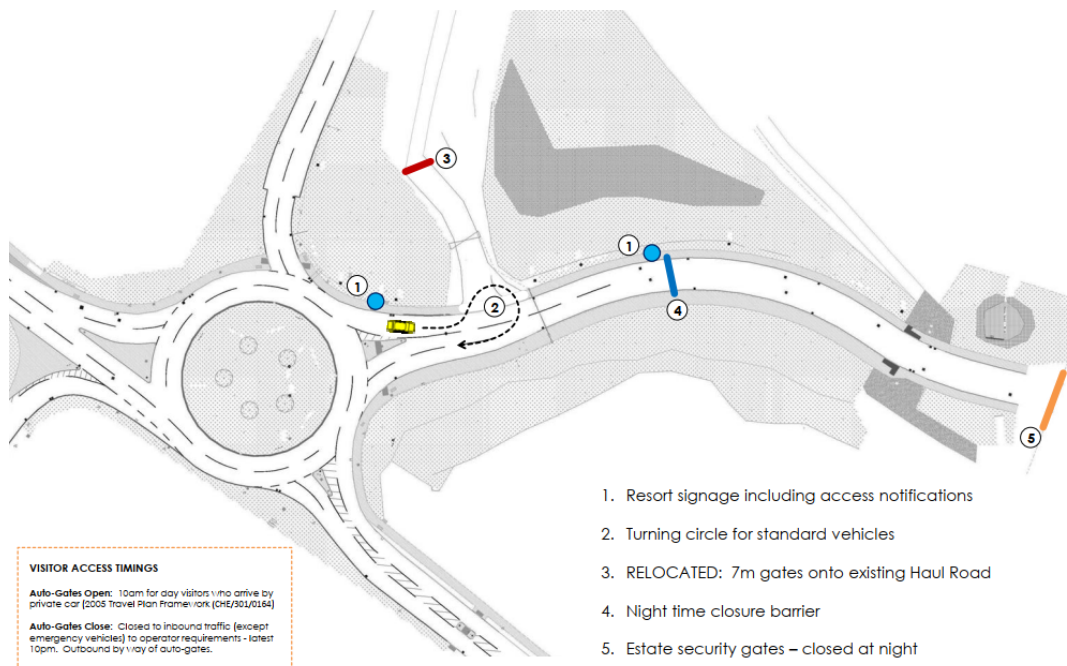 3
1
1
2
4
5
1. Resort signage including access notifications
2. Turning circle for standard vehicles
3. RELOCATED: 7m gates onto existing Haul Road
4. Night time closure barrier
5. Estate security gates – closed at night
VISITOR ACCESS TIMINGS
Auto-Gates Open: 10am for day visitors who arrive by
private car (2005 Travel Plan Framework (CHE/301/0164)
Auto-Gates Close: Closed to inbound traffic (except
emergency vehicles) to operator requirements - latest
10pm. Outbound by way of auto-gates.